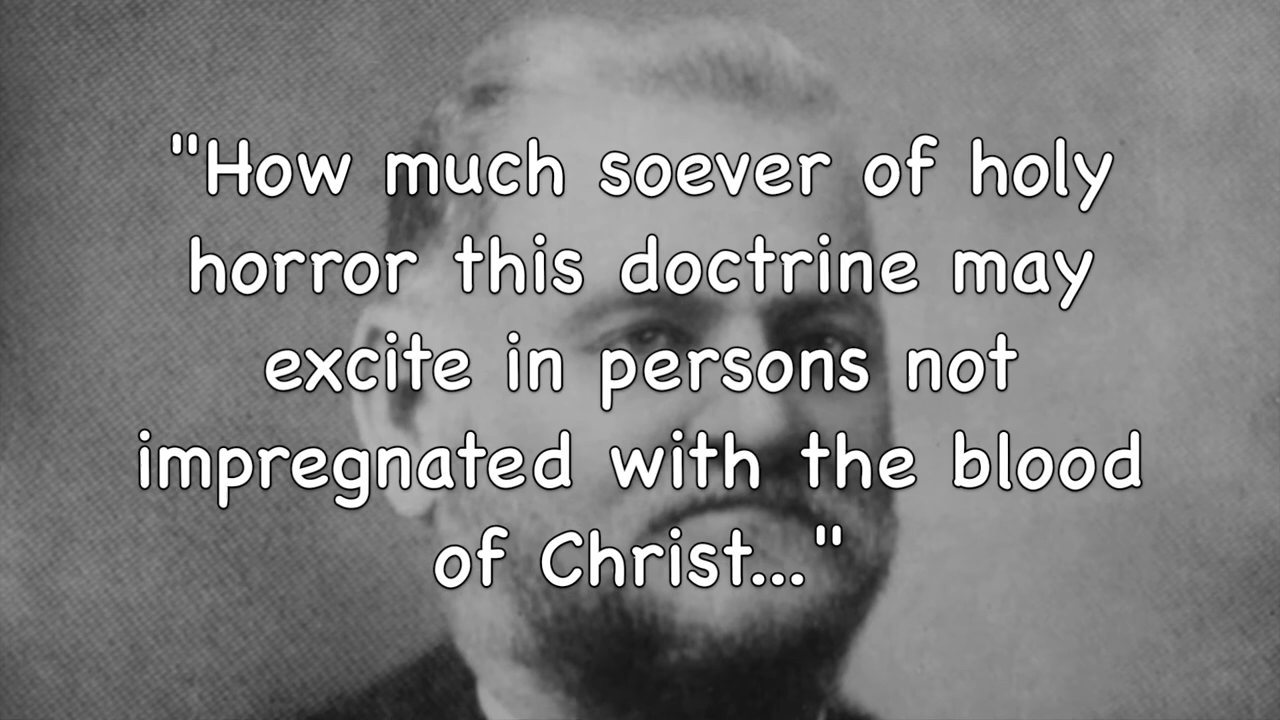 "How much soever of holy
horror this doctrine may
excite in persons not
impregnated with the blood
of Christ..."